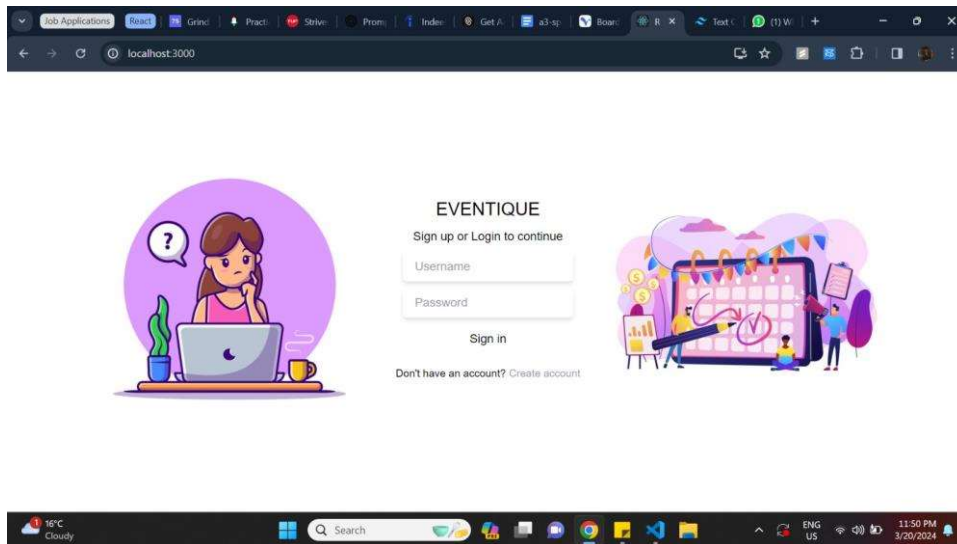 Job Applications React Grind Practi Strive Prom Indee Get A a3-sp Board R Text C (1) W
localhost:3000
?
EVENTIQUE
Sign up or Login to continue
Username
Password
Sign in
Don't have an account? Create account
1
16°C
Cloudy
Search
ENG
US
11:50 PM
3/20/2024